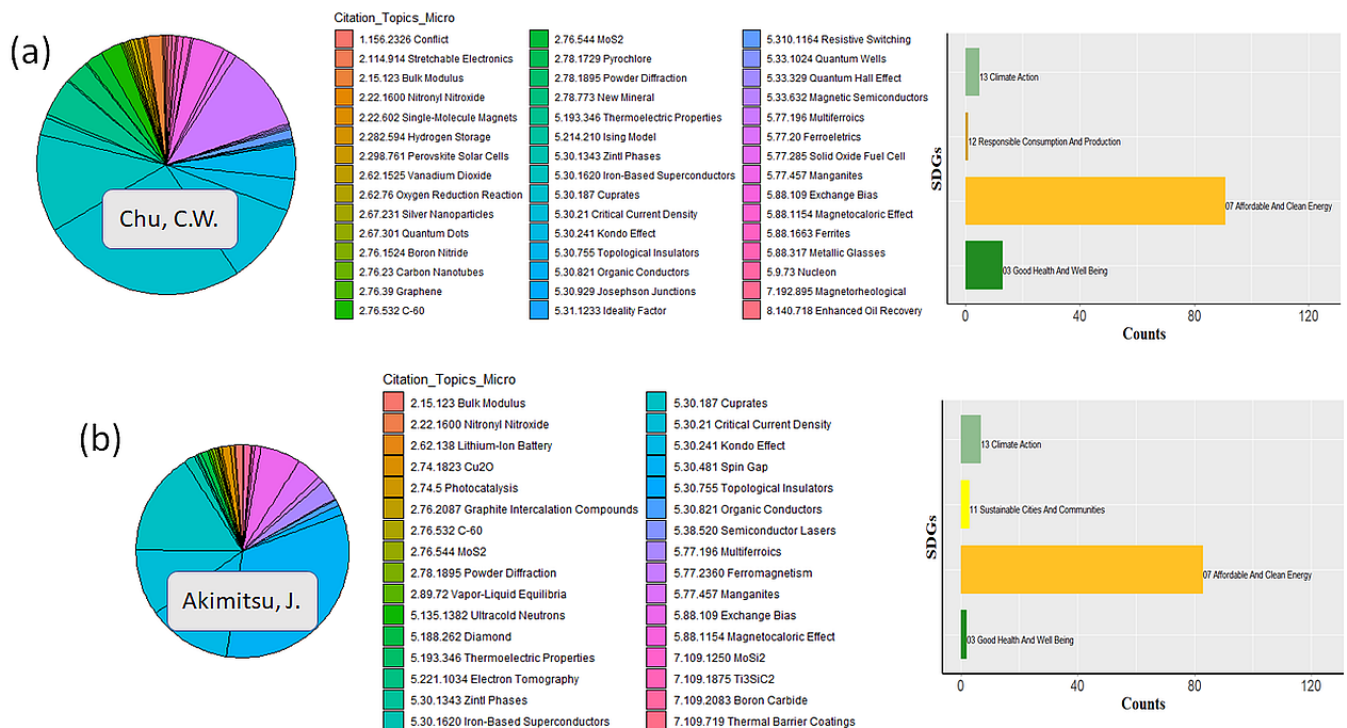 (a)
Chu, C.W.
Citation_Topics_Micro
1.156.2326 Conflict
2.114.914 Stretchable Electronics
2.15.123 Bulk Modulus
2.22.1600 Nitronyl Nitroxide
2.22.602 Single-Molecule Magnets
2.282.594 Hydrogen Storage
2.298.761 Perovskite Solar Cells
2.62.1525 Vanadium Dioxide
2.62.76 Oxygen Reduction Reaction
2.67.231 Silver Nanoparticles
2.67.301 Quantum Dots
2.76.1524 Boron Nitride
2.76.23 Carbon Nanotubes
2.76.39 Graphene
2.76.532 C-60
2.76.544 MoS2
2.78.1729 Pyrochlore
2.78.1895 Powder Diffraction
2.78.773 New Mineral
5.193.346 Thermoelectric Properties
5.214.210 Ising Model
5.30.1343 Zintl Phases
5.30.1620 Iron-Based Superconductors
5.30.187 Cuprates
5.30.21 Critical Current Density
5.30.241 Kondo Effect
5.30.755 Topological Insulators
5.30.821 Organic Conductors
5.30.929 Josephson Junctions
5.31.1233 Ideality Factor
5.310.1164 Resistive Switching
5.33.1024 Quantum Wells
5.33.329 Quantum Hall Effect
5.33.632 Magnetic Semiconductors
5.77.196 Multiferroics
5.77.20 Ferroeletrics
5.77.285 Solid Oxide Fuel Cell
5.77.457 Manganites
5.88.109 Exchange Bias
5.88.1154 Magnetocaloric Effect
5.88.1663 Ferrites
5.88.317 Metallic Glasses
5.9.73 Nucleon
7.192.895 Magnetorheological
8.140.718 Enhanced Oil Recovery
SDGs
13 Climate Action
12 Responsible Consumption And Production
07 Affordable And Clean Energy
03 Good Health And Well Being
0 40 80 120
Counts
(b)
Akimitsu, J.
Citation_Topics_Micro
2.15.123 Bulk Modulus
2.22.1600 Nitronyl Nitroxide
2.62.138 Lithium-Ion Battery
2.74.1823 Cu2O
2.74.5 Photocatalysis
2.76.2087 Graphite Intercalation Compounds
2.76.532 C-60
2.76.544 MoS2
2.78.1895 Powder Diffraction
2.89.72 Vapor-Liquid Equilibria
5.135.1382 Ultracold Neutrons
5.188.262 Diamond
5.193.346 Thermoelectric Properties
5.221.1034 Electron Tomography
5.30.1343 Zintl Phases
5.30.1620 Iron-Based Superconductors
5.30.187 Cuprates
5.30.21 Critical Current Density
5.30.241 Kondo Effect
5.30.481 Spin Gap
5.30.755 Topological Insulators
5.30.821 Organic Conductors
5.38.520 Semiconductor Lasers
5.77.196 Multiferroics
5.77.2360 Ferromagnetism
5.77.457 Manganites
5.88.109 Exchange Bias
5.88.1154 Magnetocaloric Effect
7.109.1250 MoSi2
7.109.1875 Ti3SiC2
7.109.2083 Boron Carbide
7.109.719 Thermal Barrier Coatings
SDGs
13 Climate Action
11 Sustainable Cities And Communities
07 Affordable And Clean Energy
03 Good Health And Well Being
0 40 80 120
Counts